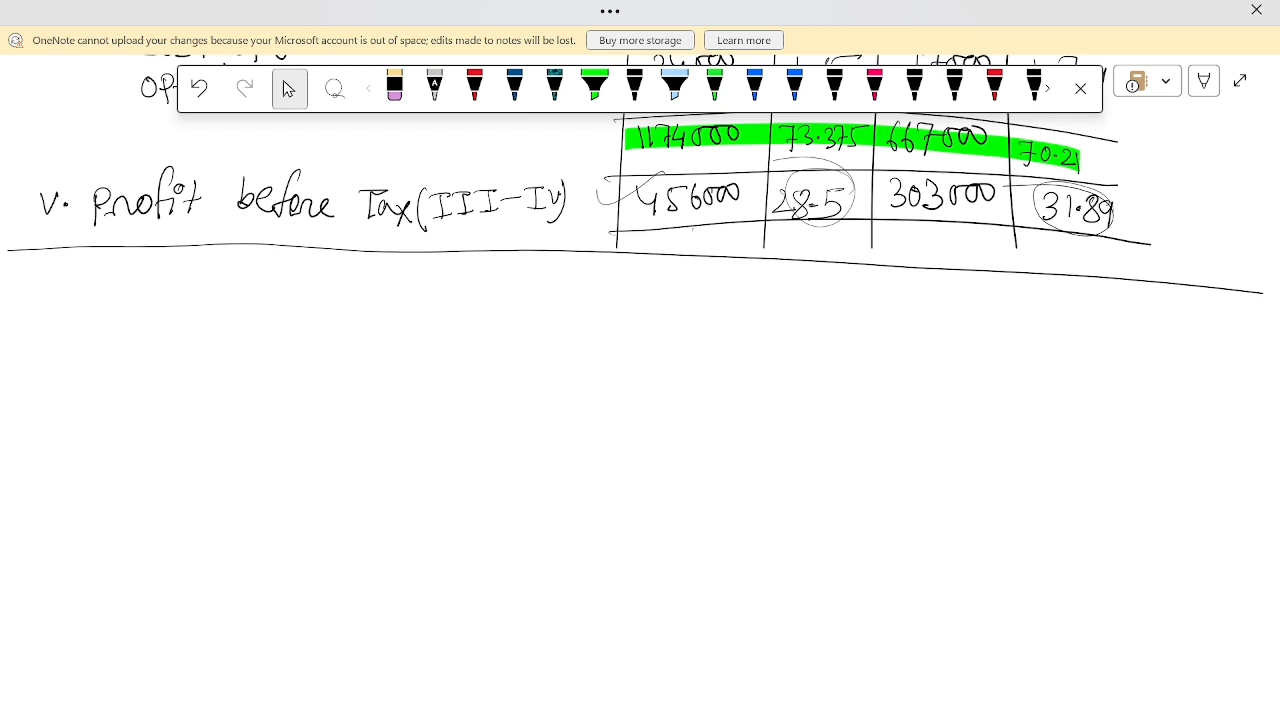 OneNote cannot upload your changes because your Microsoft account is out of space; edits made to notes will be lost. Buy more storage Learn more
1174000 73.375 667000 70.21
V. Profit before Tax(III-IV) 456000 28.5 303000 31.89